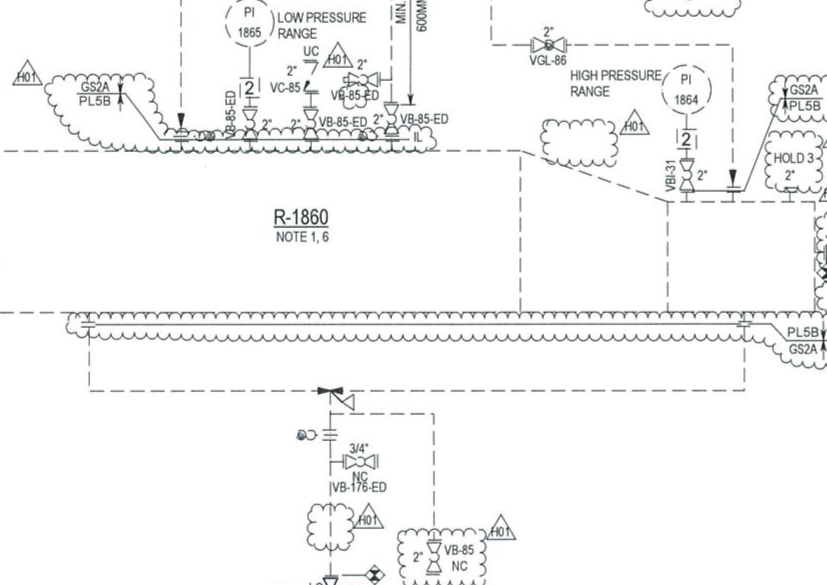 PI
1865
LOW PRESSURE
RANGE
MIN.
600MM
UC
H01
2"
VC-85
2"
VB-85-ED
H01
GS2A
PL5B
2
VB-85-ED
2"
2"
VB-85-ED
2"
VB-85-ED
IL
2"
VGL-86
HIGH PRESSURE
RANGE
PI
1864
GS2A
PL5B
H01
2
HOLD 3
2"
VBI-31
2"
R-1860
NOTE 1, 6
PL5B
GS2A
3/4"
NC
VB-176-ED
H01
H01
2"
VB-85
NC